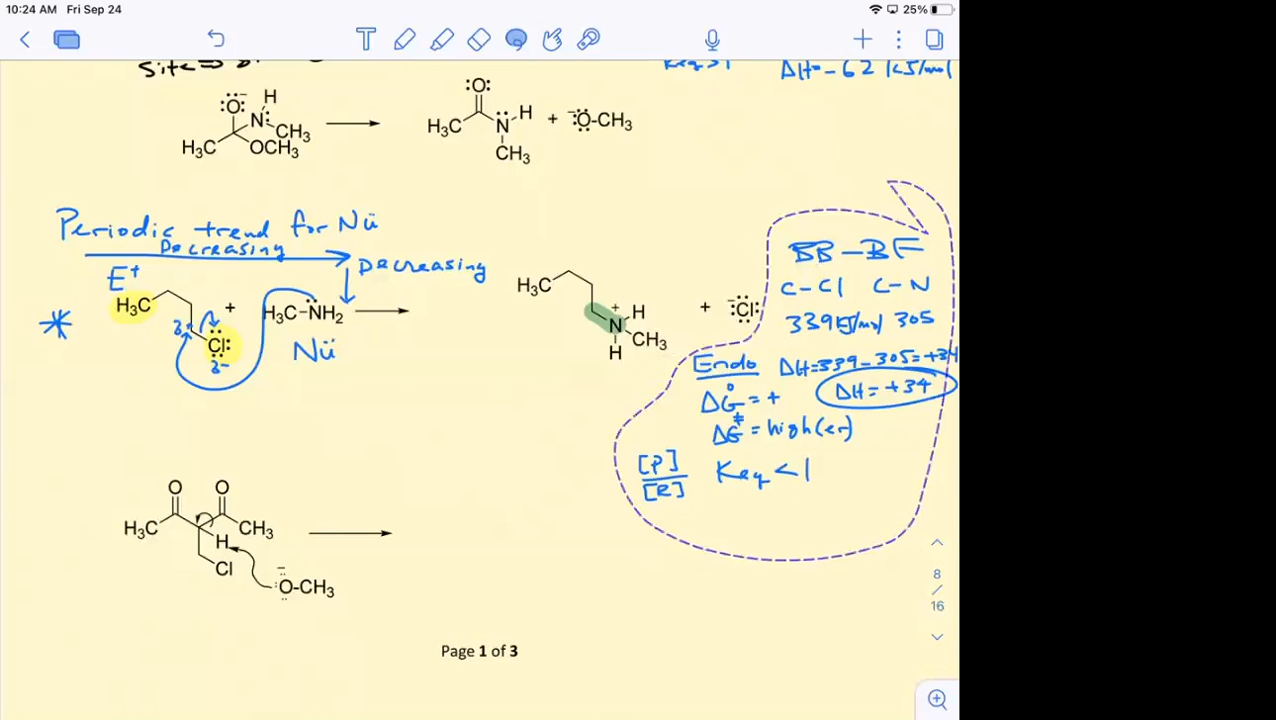 10:24 AM Fri Sep 24
25%
T
Site ⇒
Keq>1
ΔH=-62 kJ/mol
:O:⁻ H
N:
CH3
H3C OCH3
:O:
H3C N H + ⁻:O-CH3
CH3
Periodic trend for Nü
Decreasing
Decreasing
E⁺
H3C + H3C-NH2
Cl:
∂⁻
Nü
H3C
+
N H
CH3
H
+ ⁻:Cl:
BB - BF
C-Cl C-N
339 kJ/mol 305
Endo ΔH=339-305=+34
ΔG°=+ ΔH=+34
ΔG‡=high(er)
[P]
[R] Keq <1
O O
H3C CH3
H
Cl
⁻
:O-CH3
8
/
16
Page 1 of 3